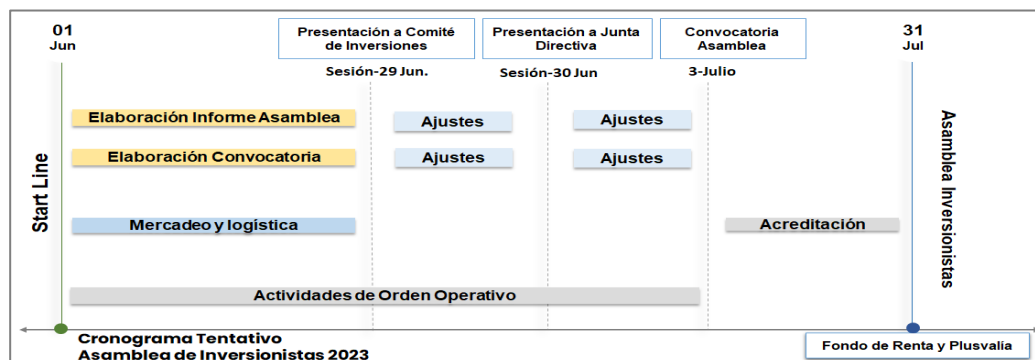 01
Jun
Presentación a Comité
de Inversiones
Presentación a Junta
Directiva
Convocatoria
Asamblea
31
Jul
Sesión-29 Jun.
Sesión-30 Jun
3-Julio
Start Line
Elaboración Informe Asamblea
Ajustes
Ajustes
Elaboración Convocatoria
Ajustes
Ajustes
Mercadeo y logística
Acreditación
Actividades de Orden Operativo
Asamblea Inversionistas
Cronograma Tentativo
Asamblea de Inversionistas 2023
Fondo de Renta y Plusvalía